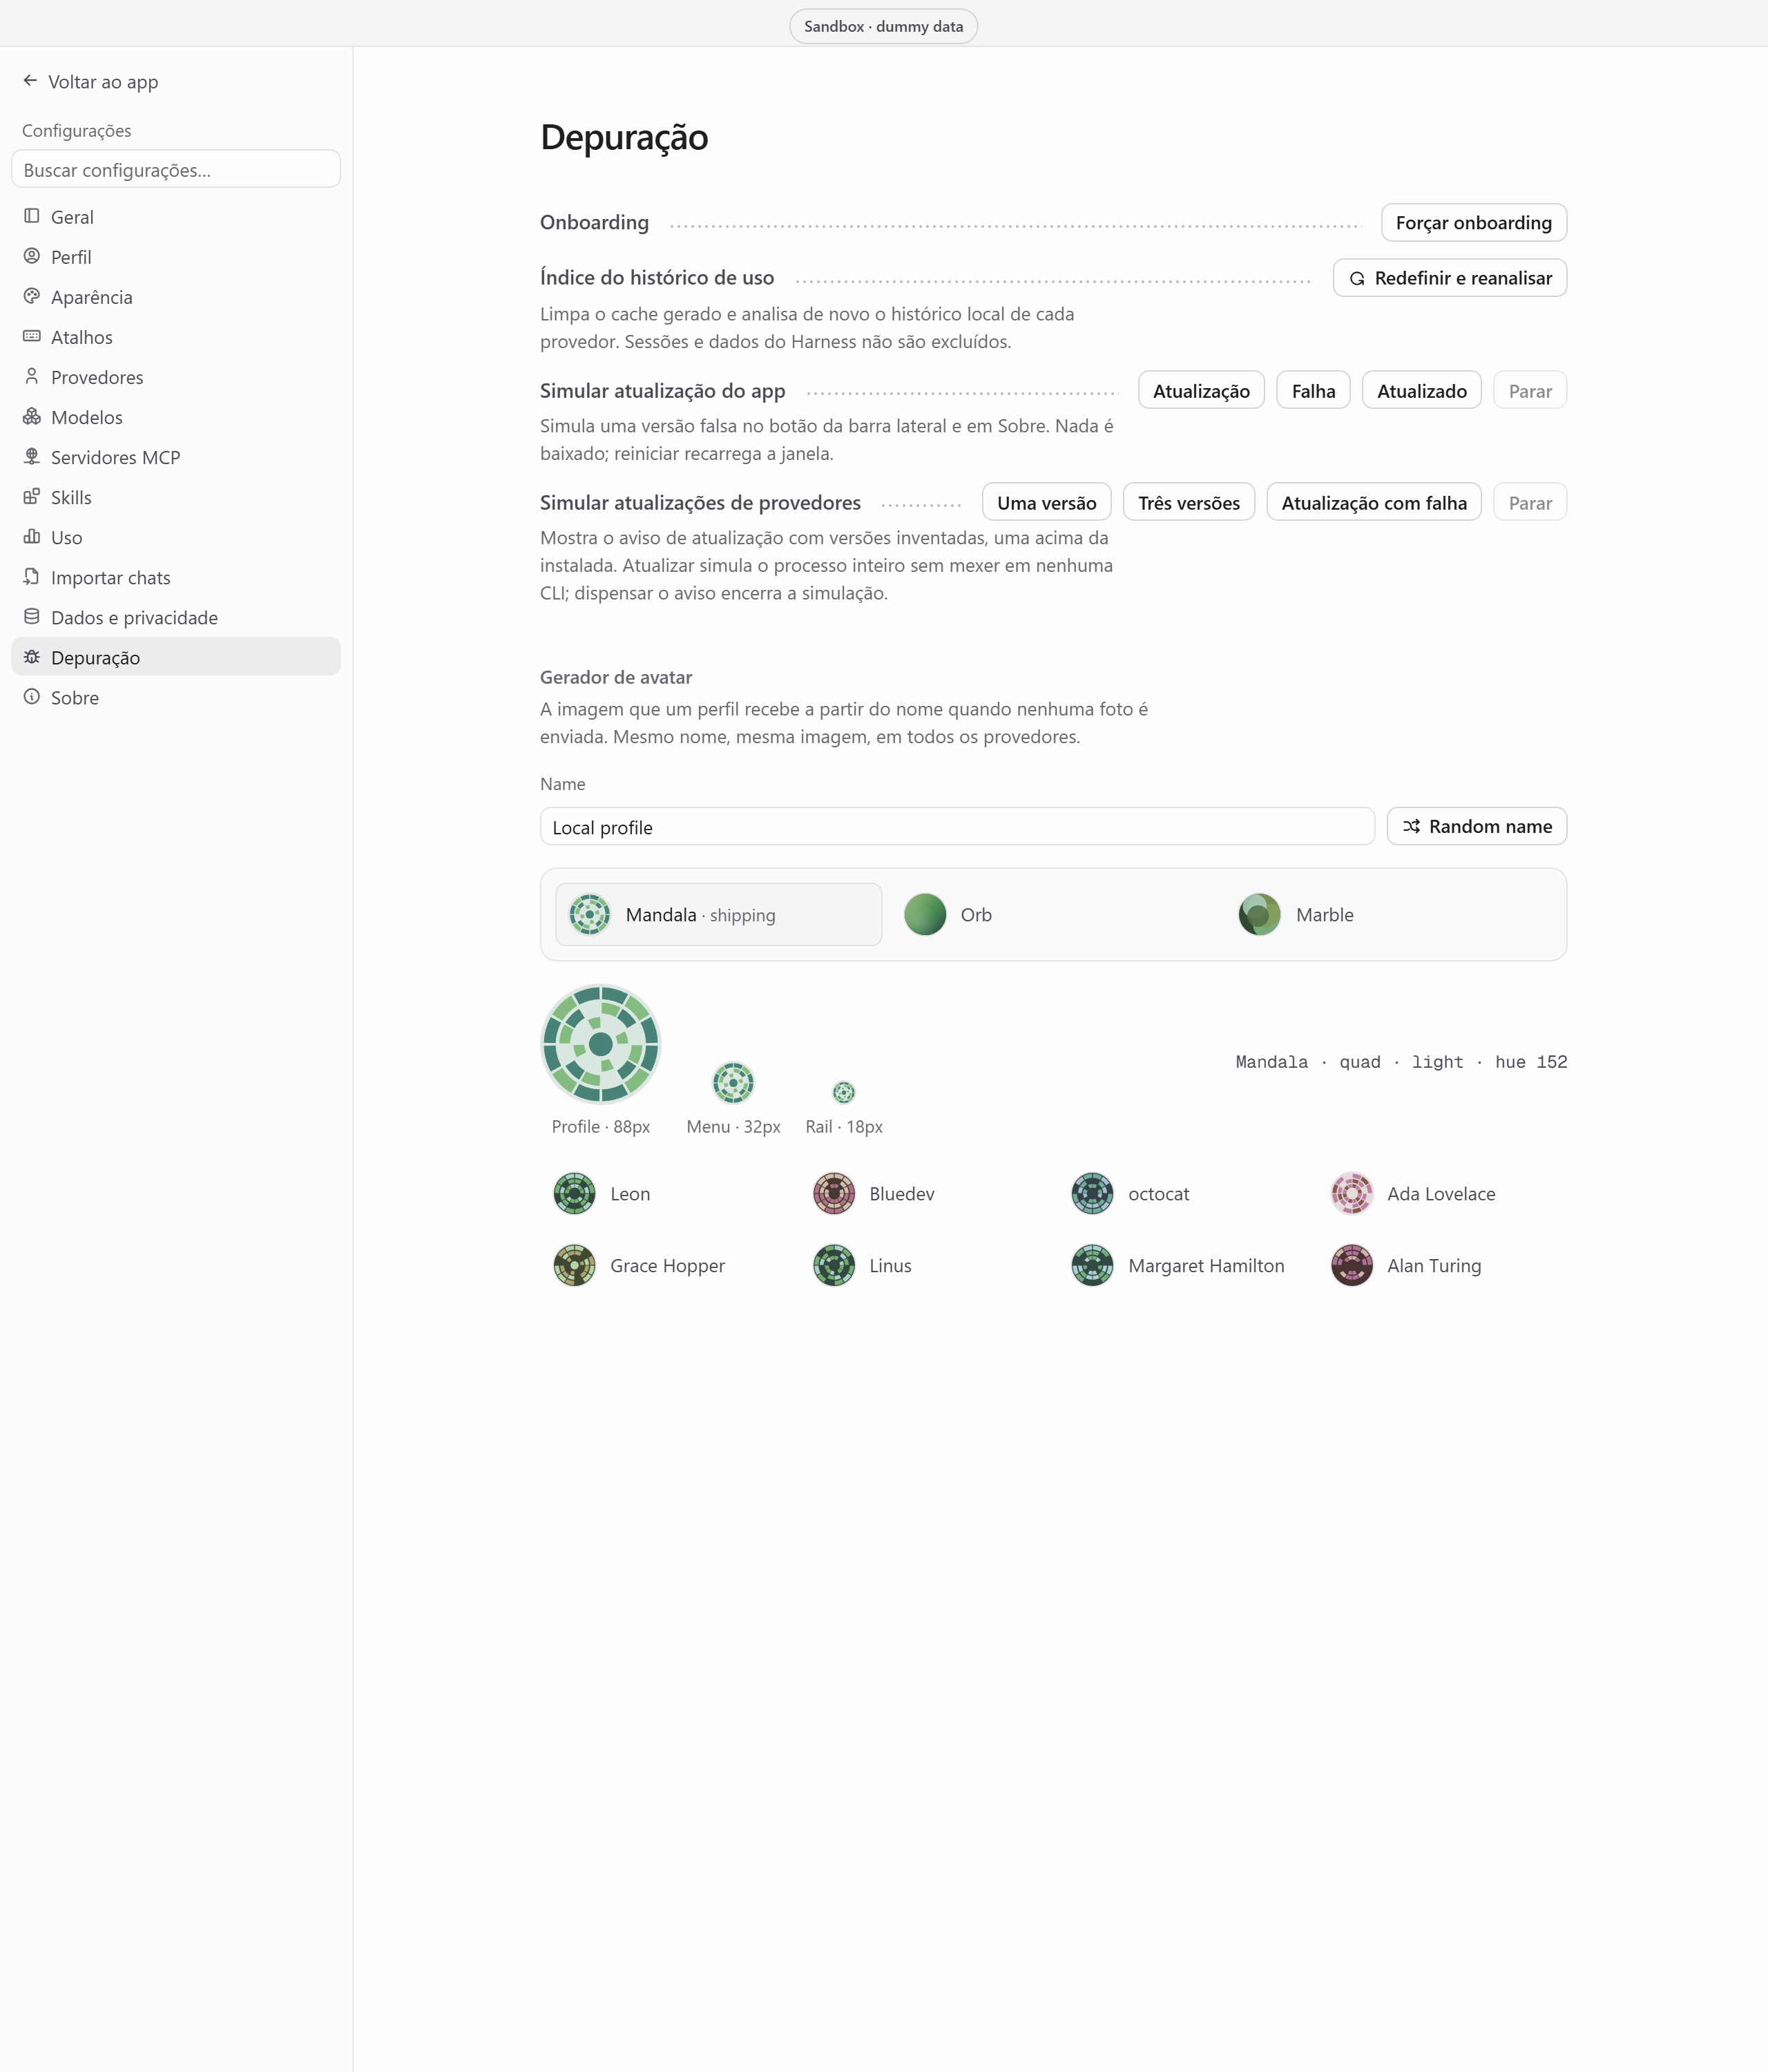 Sandbox · dummy data
Voltar ao app
Configurações
Buscar configurações...
Geral
Perfil
Aparência
Atalhos
Provedores
Modelos
Servidores MCP
Skills
Uso
Importar chats
Dados e privacidade
Depuração
Sobre
Depuração
Onboarding
Forçar onboarding
Índice do histórico de uso
Redefinir e reanalisar
Limpa o cache gerado e analisa de novo o histórico local de cada
provedor. Sessões e dados do Harness não são excluídos.
Simular atualização do app
Atualização
Falha
Atualizado
Parar
Simula uma versão falsa no botão da barra lateral e em Sobre. Nada é
baixado; reiniciar recarrega a janela.
Simular atualizações de provedores
Uma versão
Três versões
Atualização com falha
Parar
Mostra o aviso de atualização com versões inventadas, uma acima da
instalada. Atualizar simula o processo inteiro sem mexer em nenhuma
CLI; dispensar o aviso encerra a simulação.
Gerador de avatar
A imagem que um perfil recebe a partir do nome quando nenhuma foto é
enviada. Mesmo nome, mesma imagem, em todos os provedores.
Name
Local profile
Random name
Mandala · shipping
Orb
Marble
Mandala · quad · light · hue 152
Profile · 88px
Menu · 32px
Rail · 18px
Leon
Bluedev
octocat
Ada Lovelace
Grace Hopper
Linus
Margaret Hamilton
Alan Turing